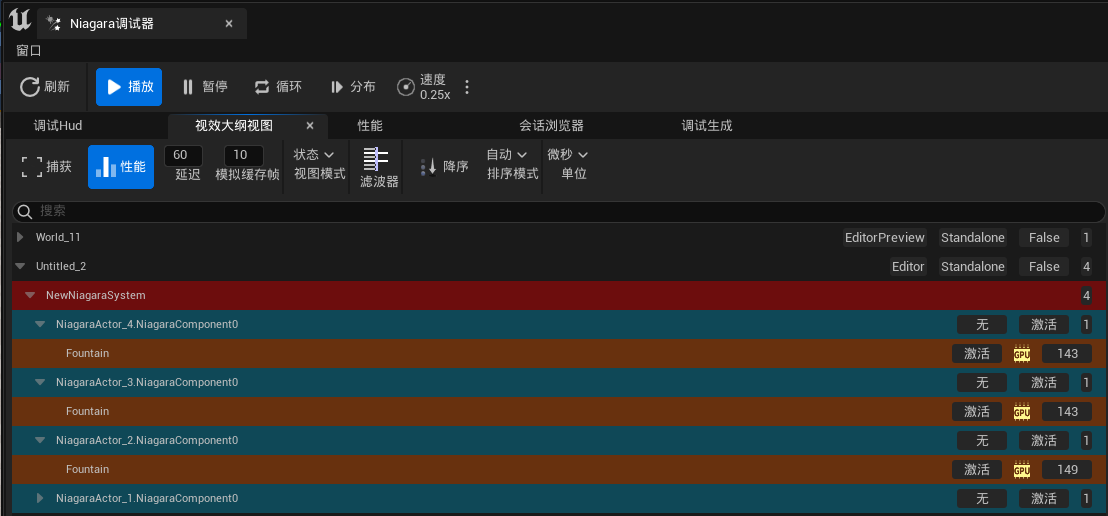 Niagara调试器
窗口
刷新 播放 暂停 循环 分布 速度 0.25x
调试Hud 视效大纲视图 性能 会话浏览器 调试生成
捕获 性能 60 延迟 10 模拟缓存帧 状态 视图模式 滤波器 降序 自动 排序模式 微秒 单位
搜索
World_11 EditorPreview Standalone False 1
Untitled_2 Editor Standalone False 4
NewNiagaraSystem 4
NiagaraActor_4.NiagaraComponent0 无 激活 1
Fountain 激活 GPU 143
NiagaraActor_3.NiagaraComponent0 无 激活 1
Fountain 激活 GPU 143
NiagaraActor_2.NiagaraComponent0 无 激活 1
Fountain 激活 GPU 149
NiagaraActor_1.NiagaraComponent0 无 激活 1